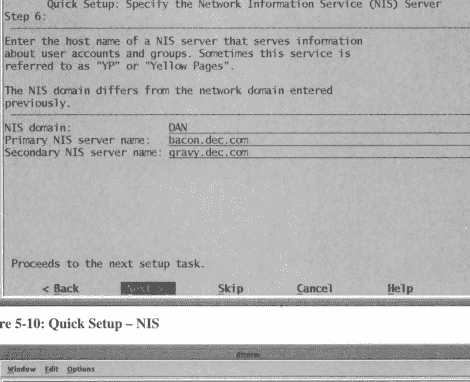 Quick Setup: Specify the Network Information Service (NIS) Server
Step 6:
Enter the host name of a NIS server that serves information
about user accounts and groups. Sometimes this service is
referred to as "YP" or "Yellow Pages".
The NIS domain differs from the network domain entered
previously.
NIS domain: DAN
Primary NIS server name: bacon.dec.com
Secondary NIS server name: gravy.dec.com
Proceeds to the next setup task.
< Back Next > Skip Cancel Help
re 5-10: Quick Setup – NIS
dtterm
Window Edit Options